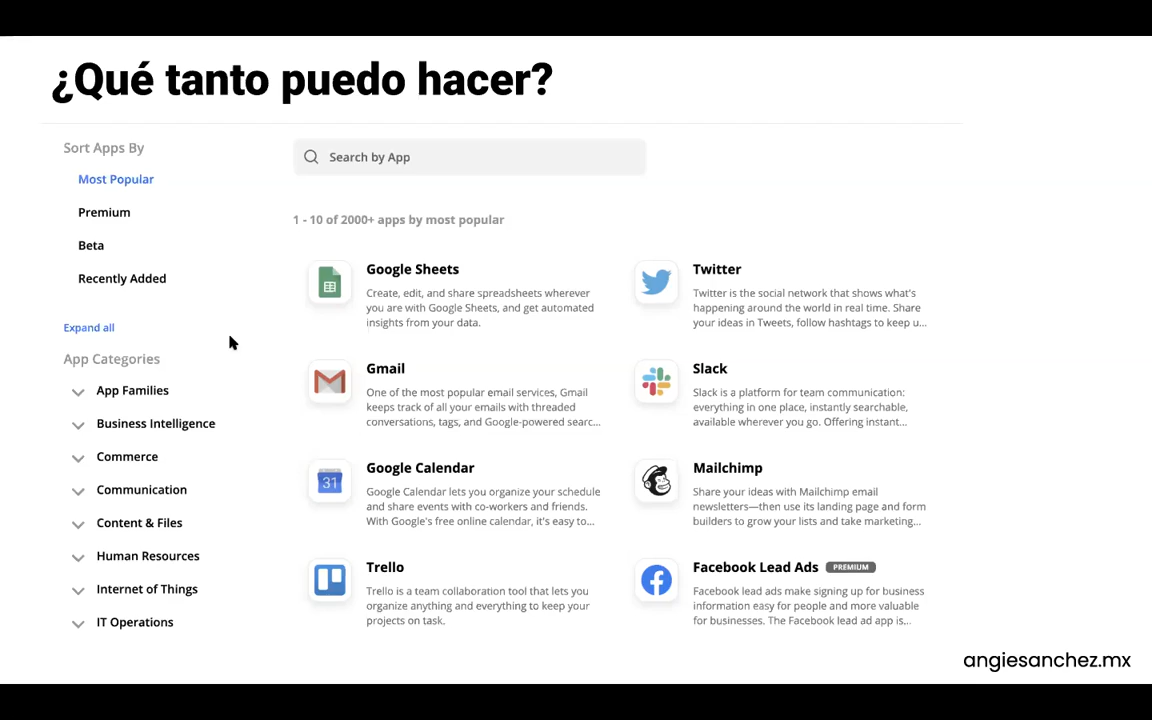 ¿Qué tanto puedo hacer?
Sort Apps By
Most Popular
Premium
Beta
Recently Added
Expand all
App Categories
App Families
Business Intelligence
Commerce
Communication
Content & Files
Human Resources
Internet of Things
IT Operations
Search by App
1 - 10 of 2000+ apps by most popular
Google Sheets
Create, edit, and share spreadsheets wherever
you are with Google Sheets, and get automated
insights from your data.
Twitter
Twitter is the social network that shows what's
happening around the world in real time. Share
your ideas in Tweets, follow hashtags to keep u...
Gmail
One of the most popular email services, Gmail
keeps track of all your emails with threaded
conversations, tags, and Google-powered searc...
Slack
Slack is a platform for team communication:
everything in one place, instantly searchable,
available wherever you go. Offering instant...
31
Google Calendar
Google Calendar lets you organize your schedule
and share events with co-workers and friends.
With Google's free online calendar, it's easy to...
Mailchimp
Share your ideas with Mailchimp email
newsletters—then use its landing page and form
builders to grow your lists and take marketing...
Trello
Trello is a team collaboration tool that lets you
organize anything and everything to keep your
projects on task.
Facebook Lead Ads PREMIUM
Facebook lead ads make signing up for business
information easy for people and more valuable
for businesses. The Facebook lead ad app is...
angiesanchez.mx